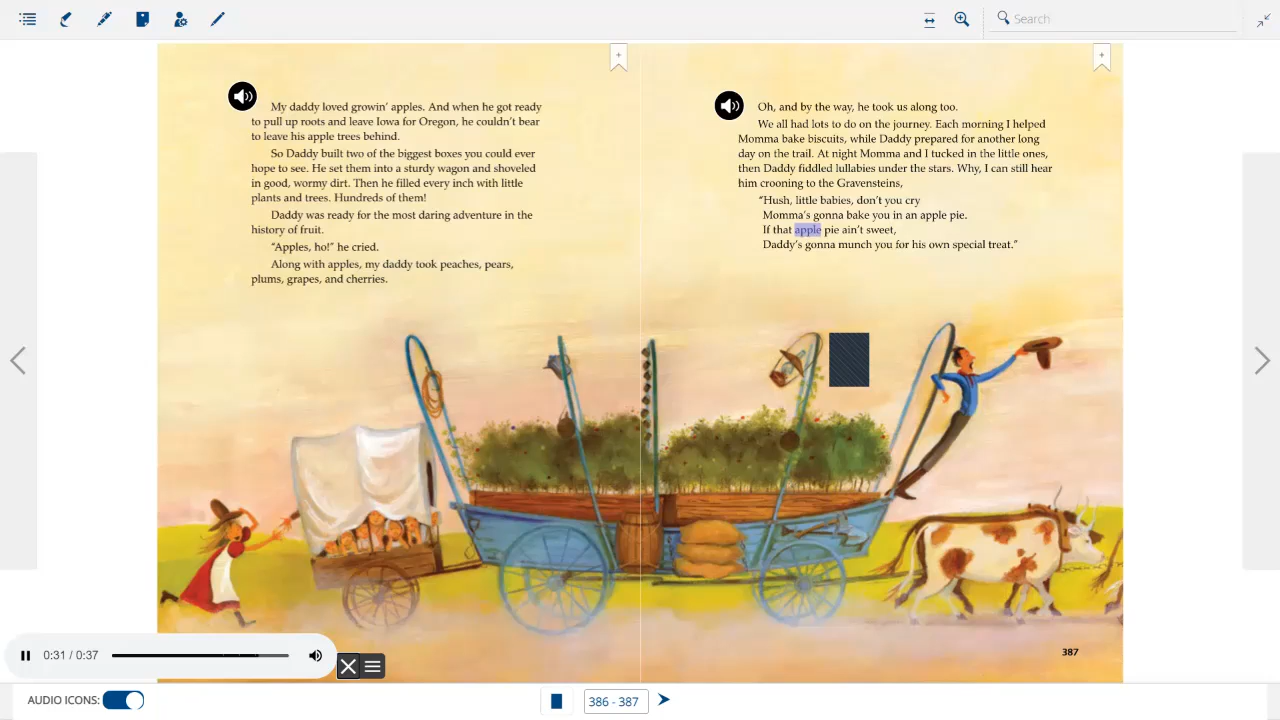 Search
My daddy loved growin’ apples. And when he got ready
to pull up roots and leave Iowa for Oregon, he couldn’t bear
to leave his apple trees behind.
So Daddy built two of the biggest boxes you could ever
hope to see. He set them into a sturdy wagon and shoveled
in good, wormy dirt. Then he filled every inch with little
plants and trees. Hundreds of them!
Daddy was ready for the most daring adventure in the
history of fruit.
“Apples, ho!” he cried.
Along with apples, my daddy took peaches, pears,
plums, grapes, and cherries.
Oh, and by the way, he took us along too.
We all had lots to do on the journey. Each morning I helped
Momma bake biscuits, while Daddy prepared for another long
day on the trail. At night Momma and I tucked in the little ones,
then Daddy fiddled lullabies under the stars. Why, I can still hear
him crooning to the Gravensteins,
“Hush, little babies, don’t you cry
Momma’s gonna bake you in an apple pie.
If that apple pie ain’t sweet,
Daddy’s gonna munch you for his own special treat.”
387
0:31 / 0:37
AUDIO ICONS:
386 - 387